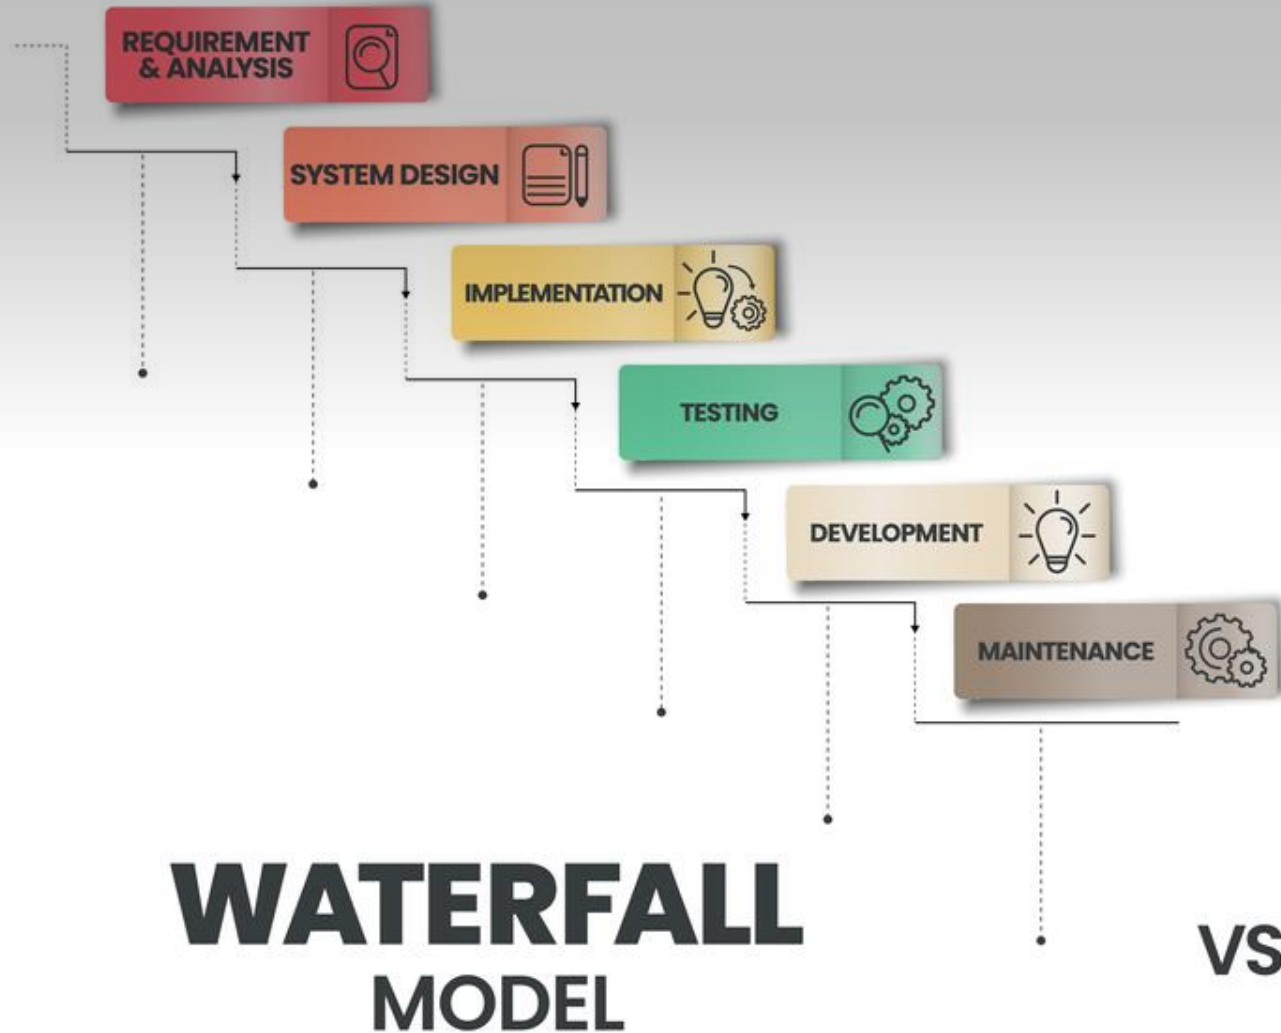 REQUIREMENT
& ANALYSIS
SYSTEM DESIGN
IMPLEMENTATION
TESTING
DEVELOPMENT
MAINTENANCE
WATERFALL
MODEL
VS